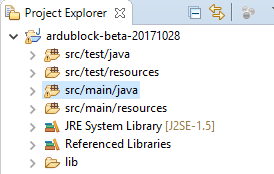 Project Explorer
ardublock-beta-20171028
src/test/java
src/test/resources
src/main/java
src/main/resources
JRE System Library [J2SE-1.5]
Referenced Libraries
lib